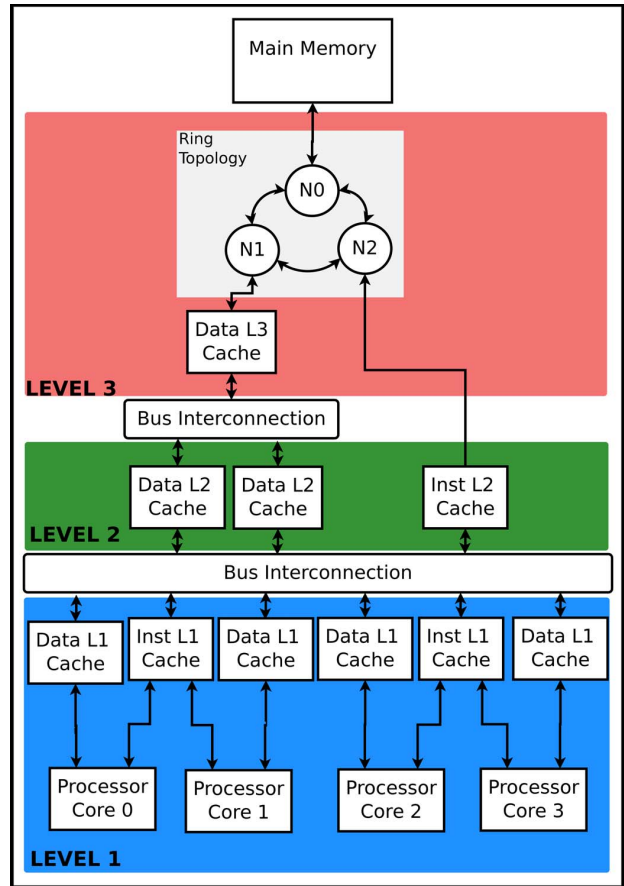 Main Memory
Ring
Topology
N0
N1
N2
Data L3
Cache
LEVEL 3
Bus Interconnection
Data L2
Cache
Data L2
Cache
Inst L2
Cache
LEVEL 2
Bus Interconnection
Data L1
Cache
Inst L1
Cache
Data L1
Cache
Data L1
Cache
Inst L1
Cache
Data L1
Cache
Processor
Core 0
Processor
Core 1
Processor
Core 2
Processor
Core 3
LEVEL 1